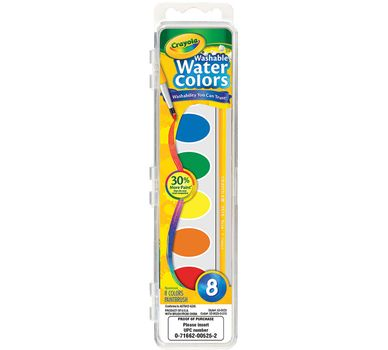 Crayola
Washable
Water
Colors
Washability You Can Trust!
30%
More Paint
8
8 COLORS
PAINTBRUSH
PROOF OF PURCHASE
Please insert
UPC number
0-71662-00525-2